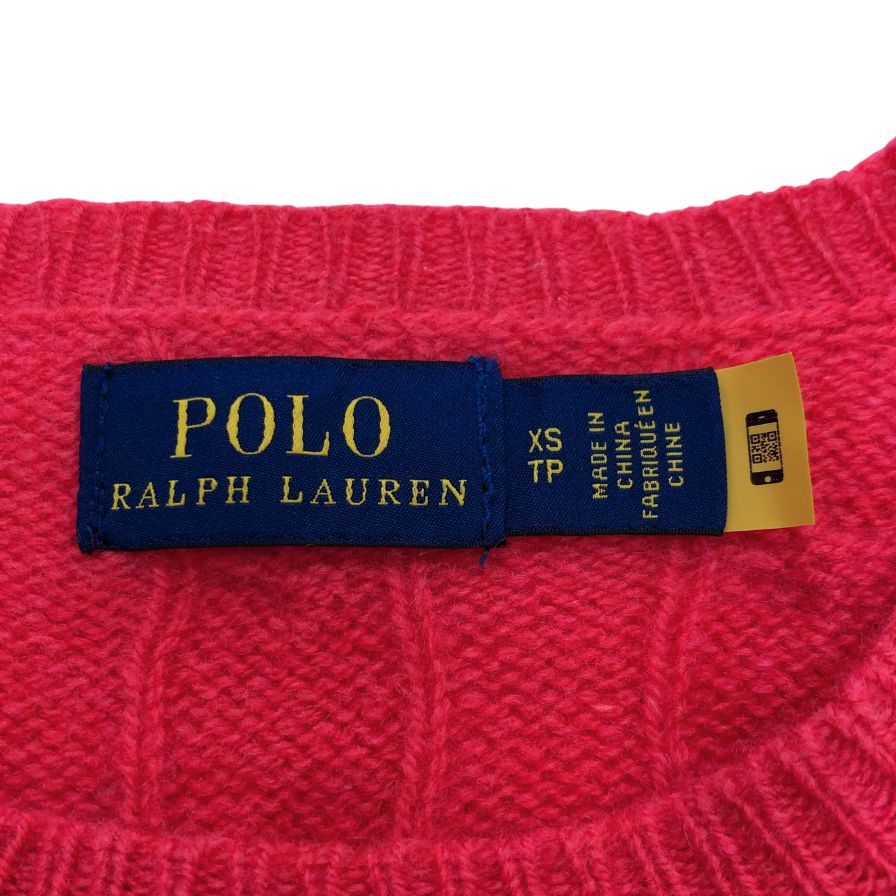 POLO
RALPH LAUREN
XS
TP
MADE IN
CHINA
FABRIQUÉ EN
CHINE